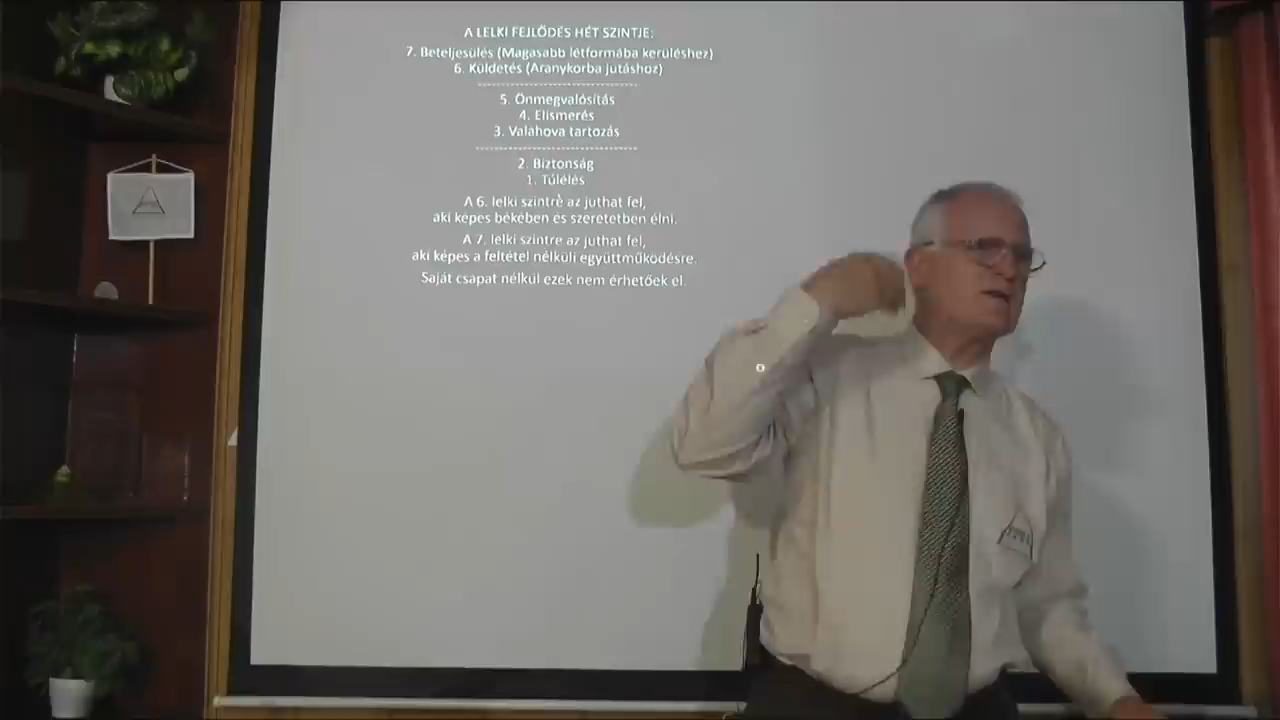 A LELKI FEJLŐDÉS HÉT SZINTJE:
7. Beteljesülés (Magasabb létformába kerüléshez)
6. Küldetés (Aranykorba jutáshoz)
5. Önmegvalósítás
4. Elismerés
3. Valahova tartozás
2. Biztonság
1. Túlélés
A 6. lelki szintre az juthat fel,
aki képes békében és szeretetben élni.
A 7. lelki szintre az juthat fel,
aki képes a feltétel nélküli együttműködésre.
Saját csapat nélkül ezek nem érhetőek el.